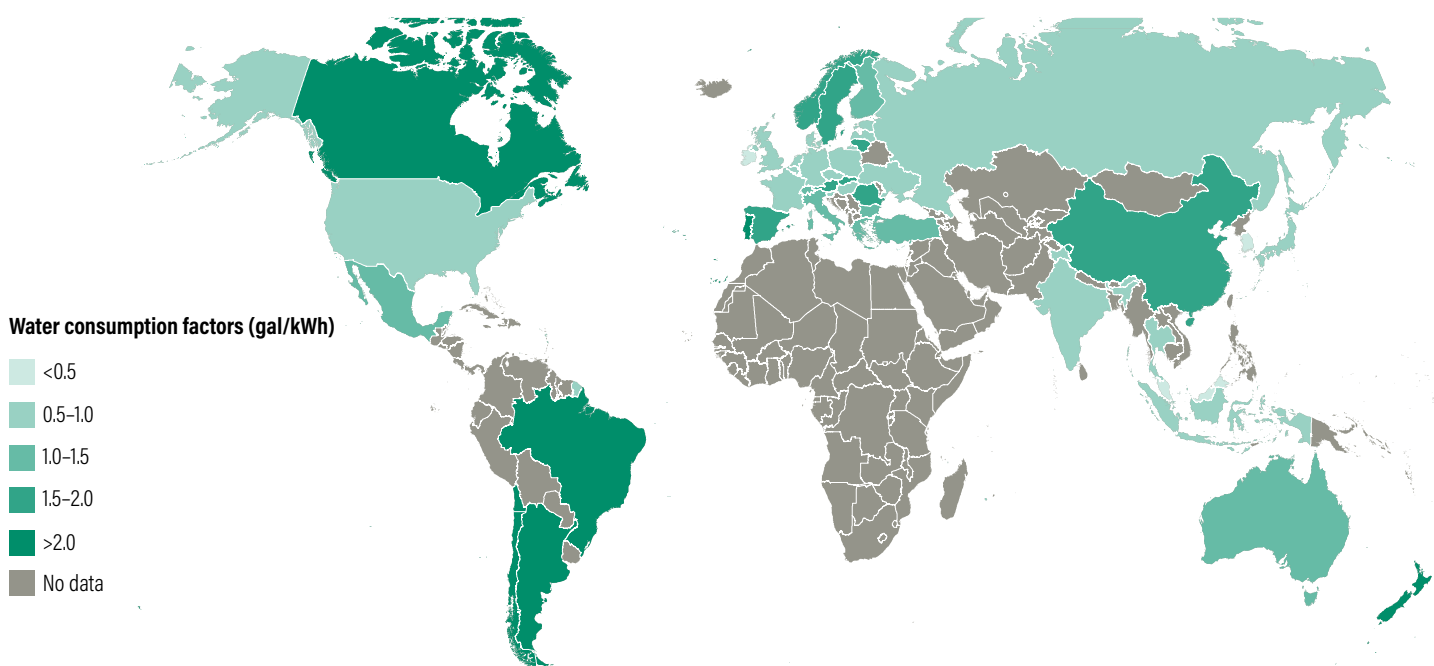 Water consumption factors (gal/kWh)
<0.5
0.5–1.0
1.0–1.5
1.5–2.0
>2.0
No data